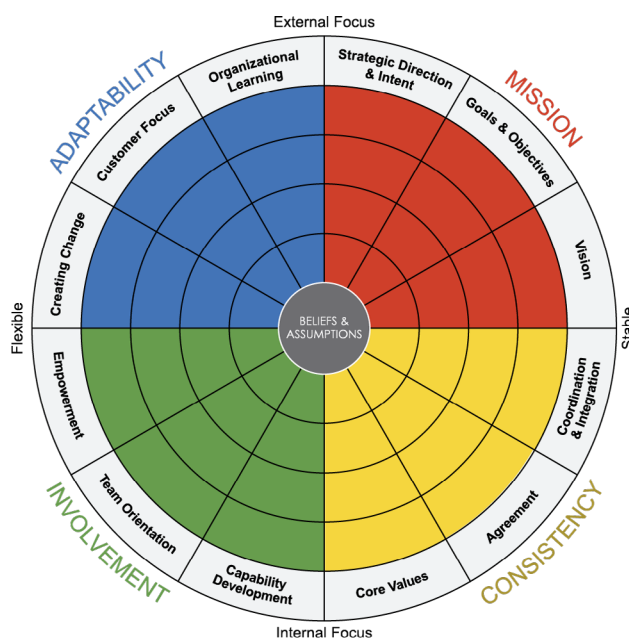 External Focus
ADAPTABILITY
MISSION
Organizational
Learning
Strategic Direction
& Intent
Customer Focus
Goals & Objectives
Creating Change
Vision
Flexible
BELIEFS &
ASSUMPTIONS
Stable
Empowerment
Coordination
& Integration
Team Orientation
Agreement
Capability
Development
Core Values
INVOLVEMENT
CONSISTENCY
Internal Focus